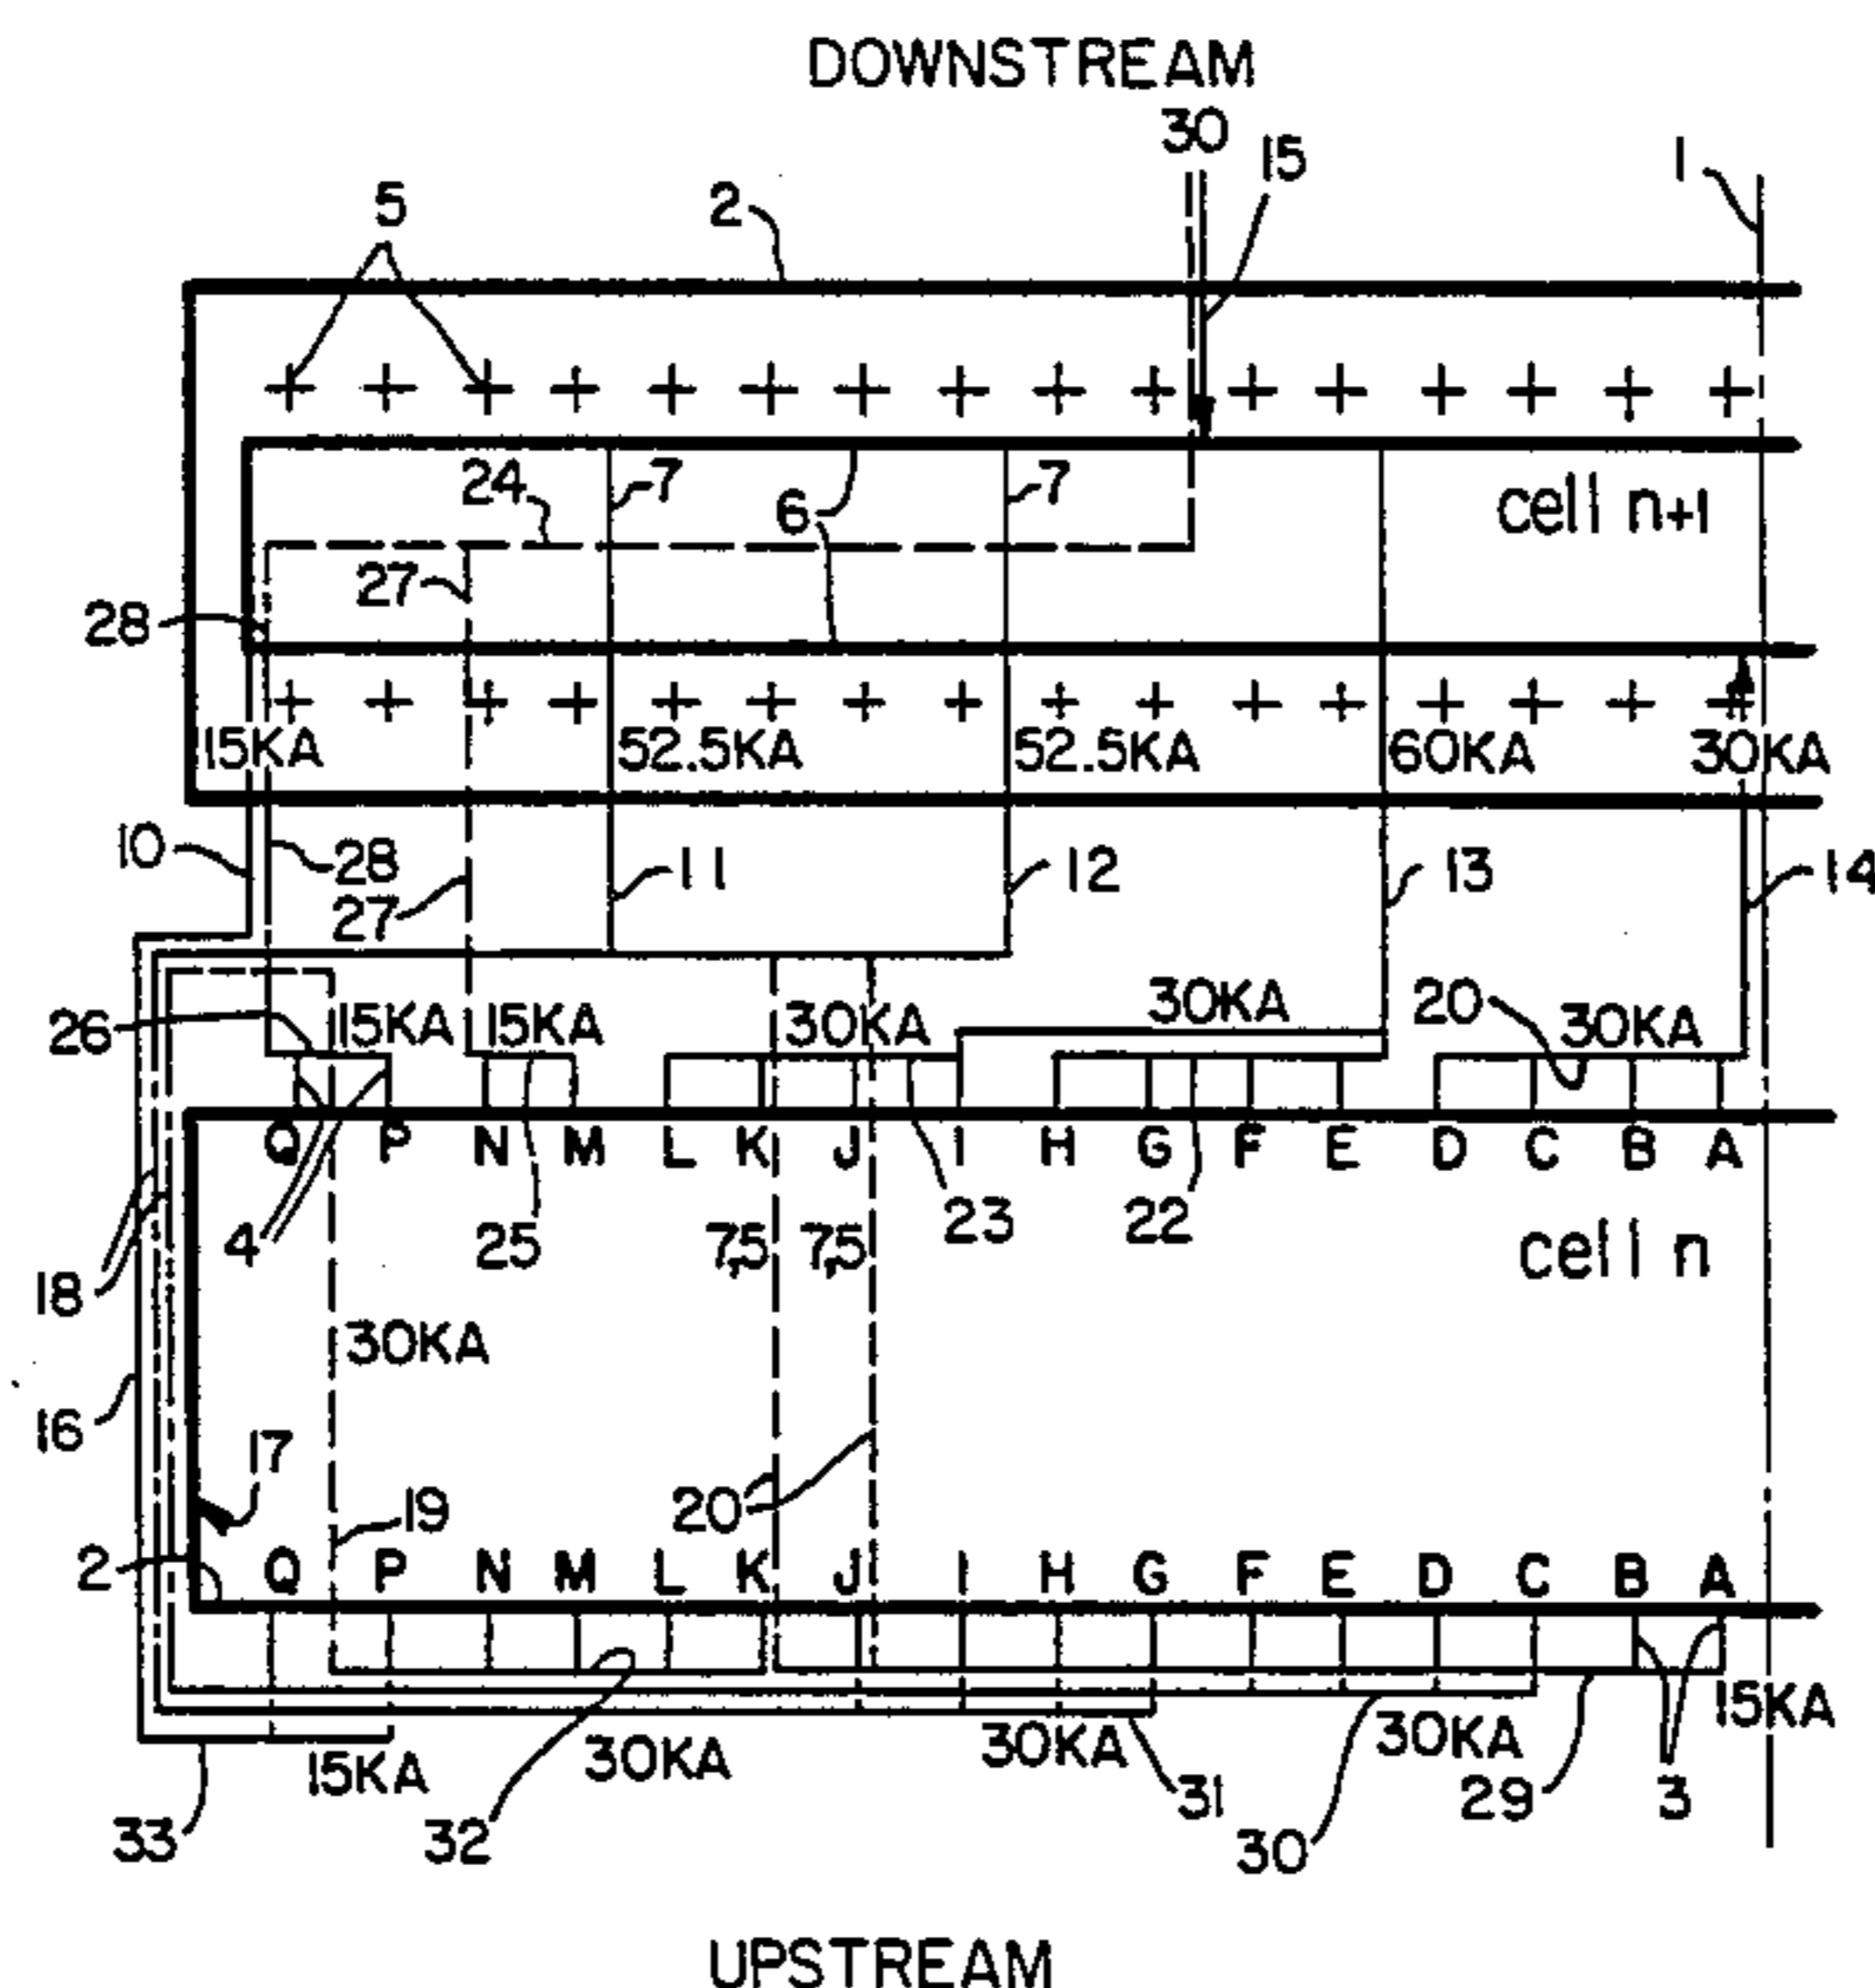 DOWNSTREAM
30
15
1
5
2
24
7
6
7
cell n+1
27
28
15KA
52.5KA
52.5KA
60KA
30KA
10
28
27
11
12
13
14
26
15KA
15KA
30KA
30KA
20
30KA
Q P N M L K J I H G F E D C B A
4
25
7,5
7,5
23
22
cell n
18
30KA
16
17
19
20
2
Q P N M L K J I H G F E D C B A
15KA
33
15KA
32
30KA
30KA
31
30KA
30
29
3
UPSTREAM